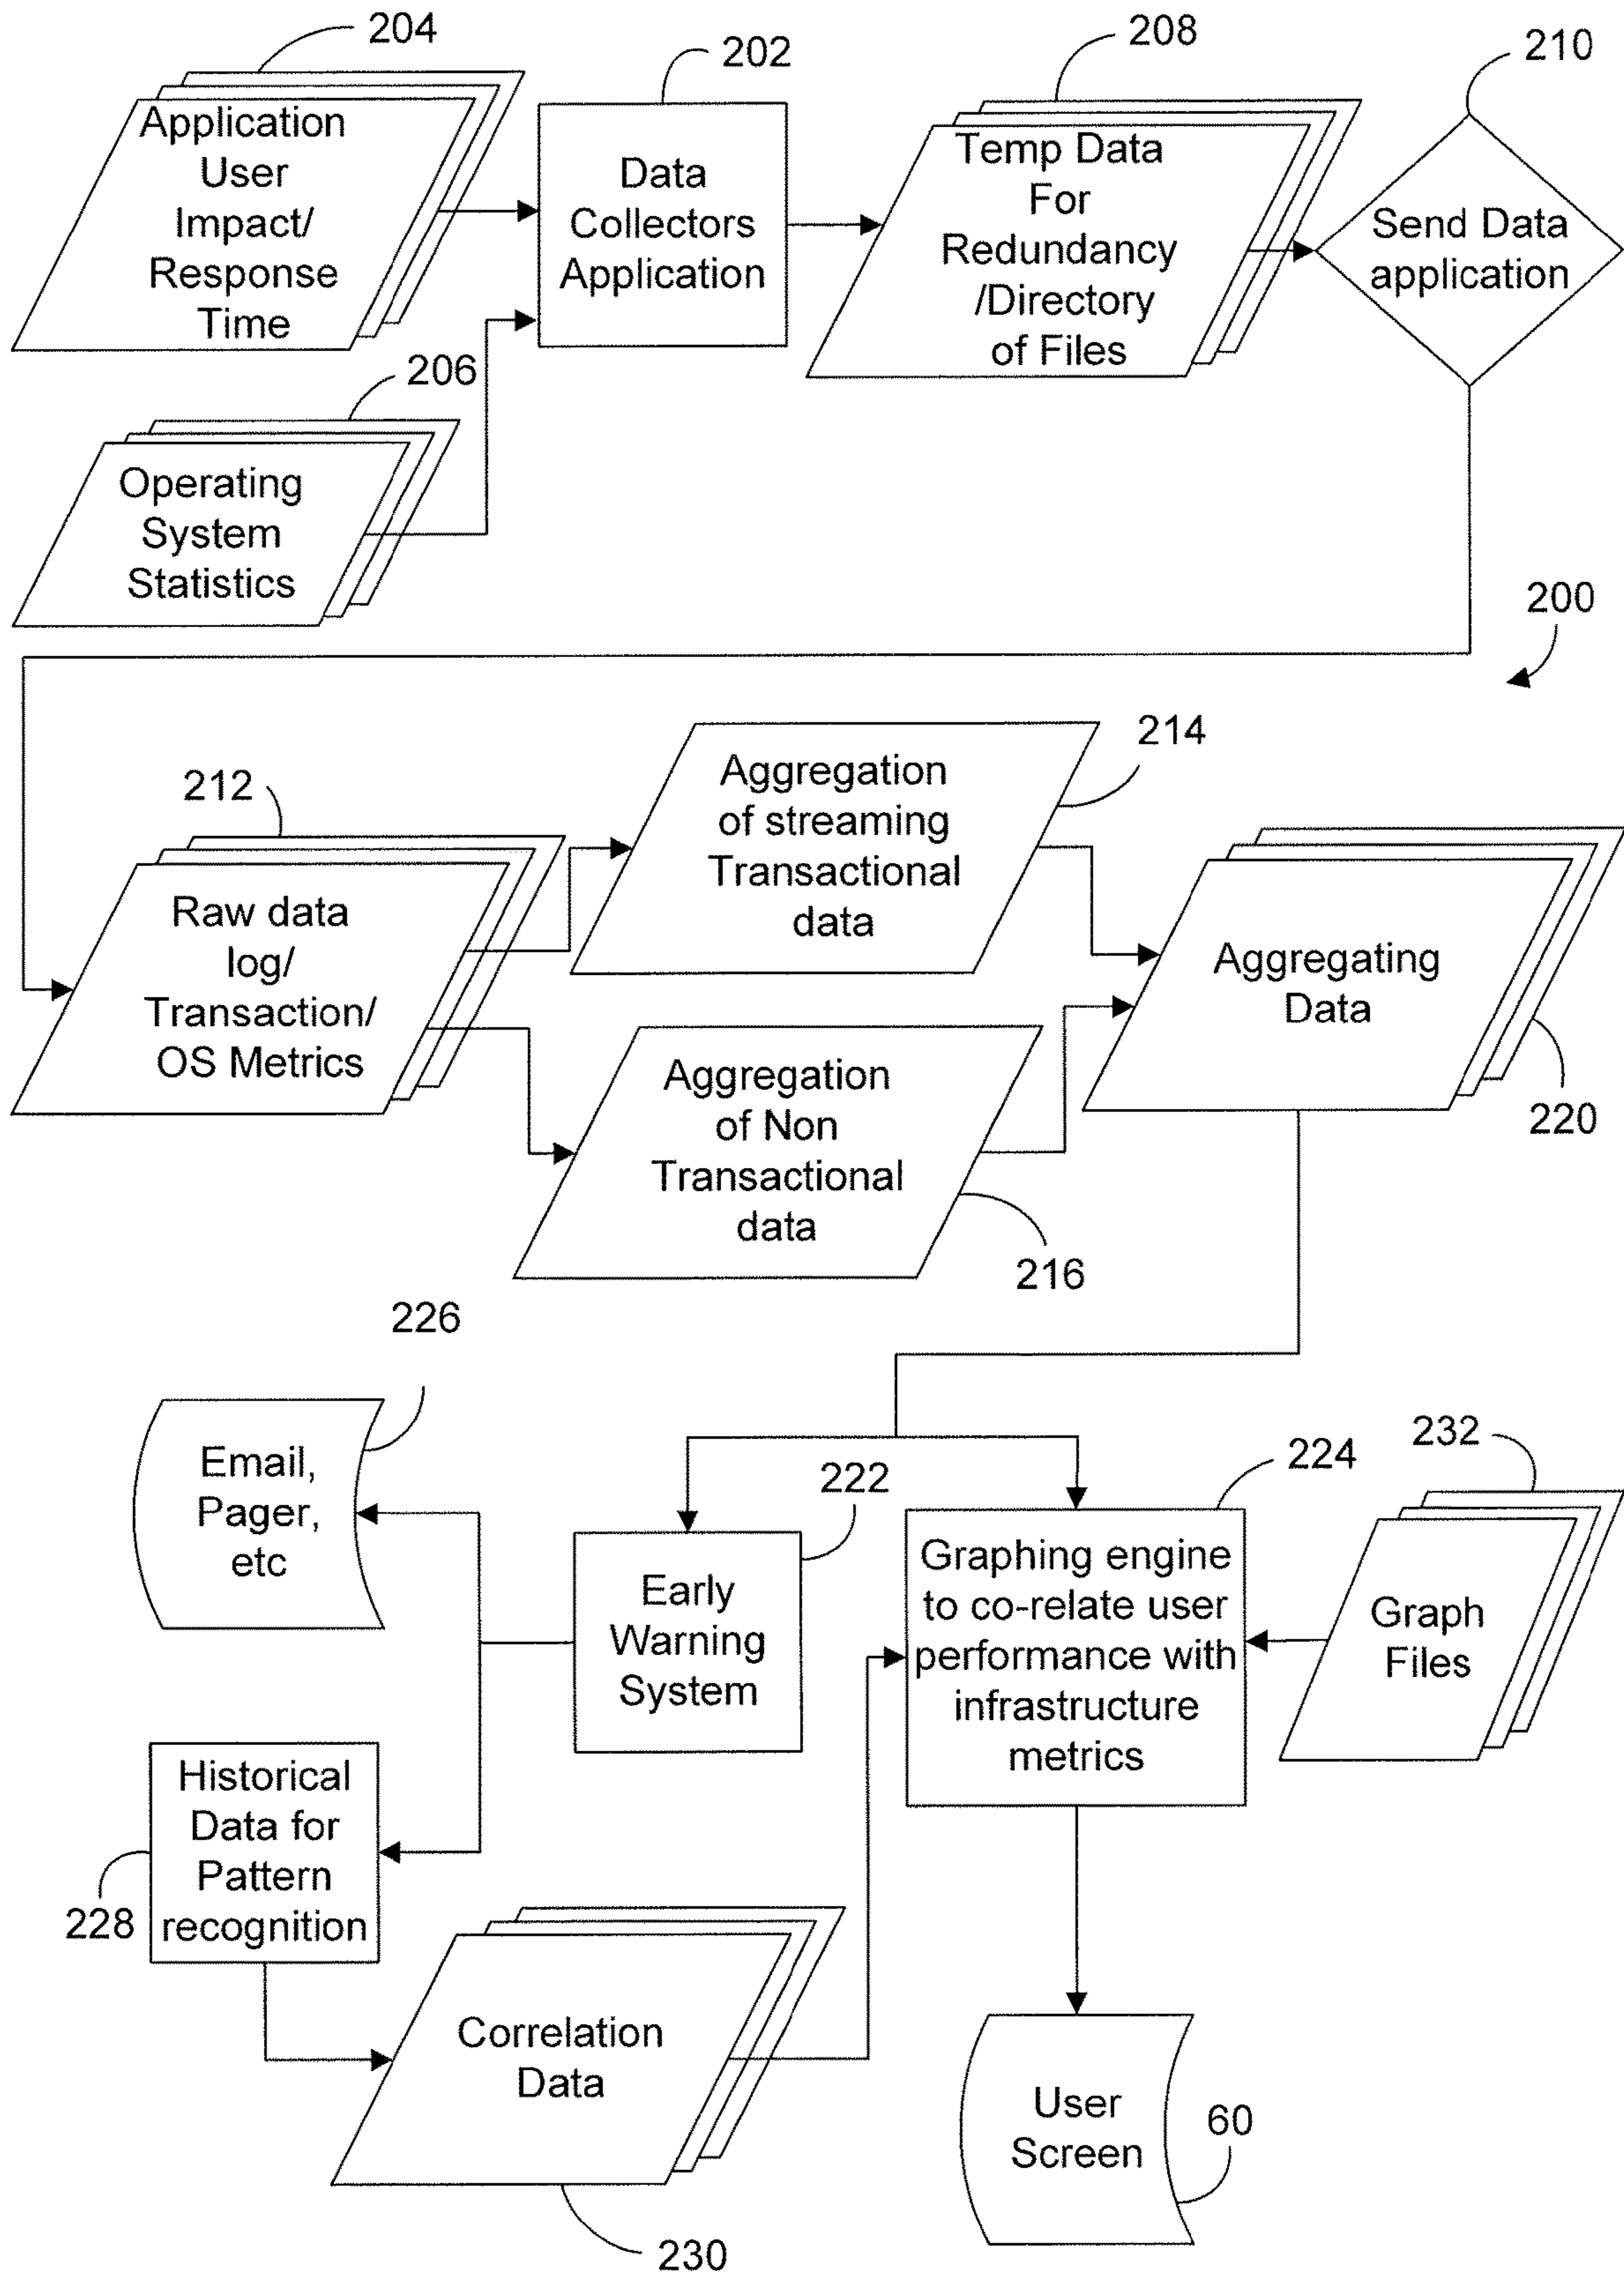 204
202
208
210
Application
User
Impact/
Response
Time
Data
Collectors
Application
Temp Data
For
Redundancy
/Directory
of Files
Send Data
application
206
Operating
System
Statistics
200
214
212
Aggregation
of streaming
Transactional
data
Raw data
log/
Transaction/
OS Metrics
Aggregating
Data
220
Aggregation
of Non
Transactional
data
216
226
Email,
Pager,
etc
222
224
232
Early
Warning
System
Graphing engine
to co-relate user
performance with
infrastructure
metrics
Graph
Files
Historical
Data for
Pattern
recognition
228
Correlation
Data
230
User
Screen
60